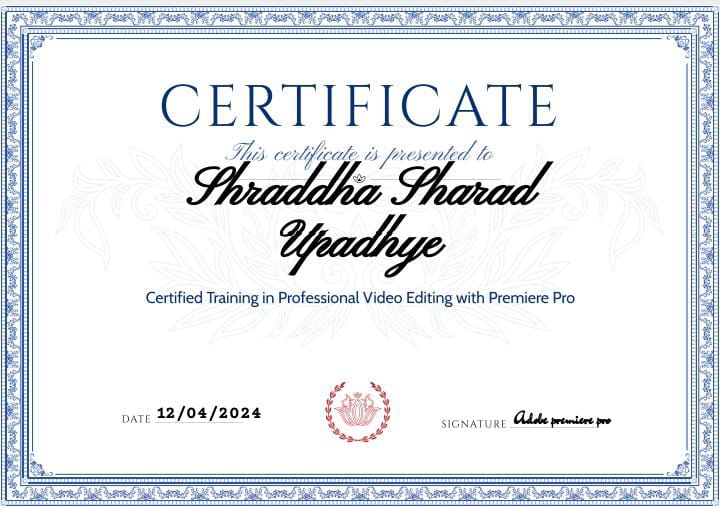 CERTIFICATE
This certificate is presented to
Shraddha Sharad
Upadhye
Certified Training in Professional Video Editing with Premiere Pro
DATE 12/04/2024
SIGNATURE Adobe premiere pro